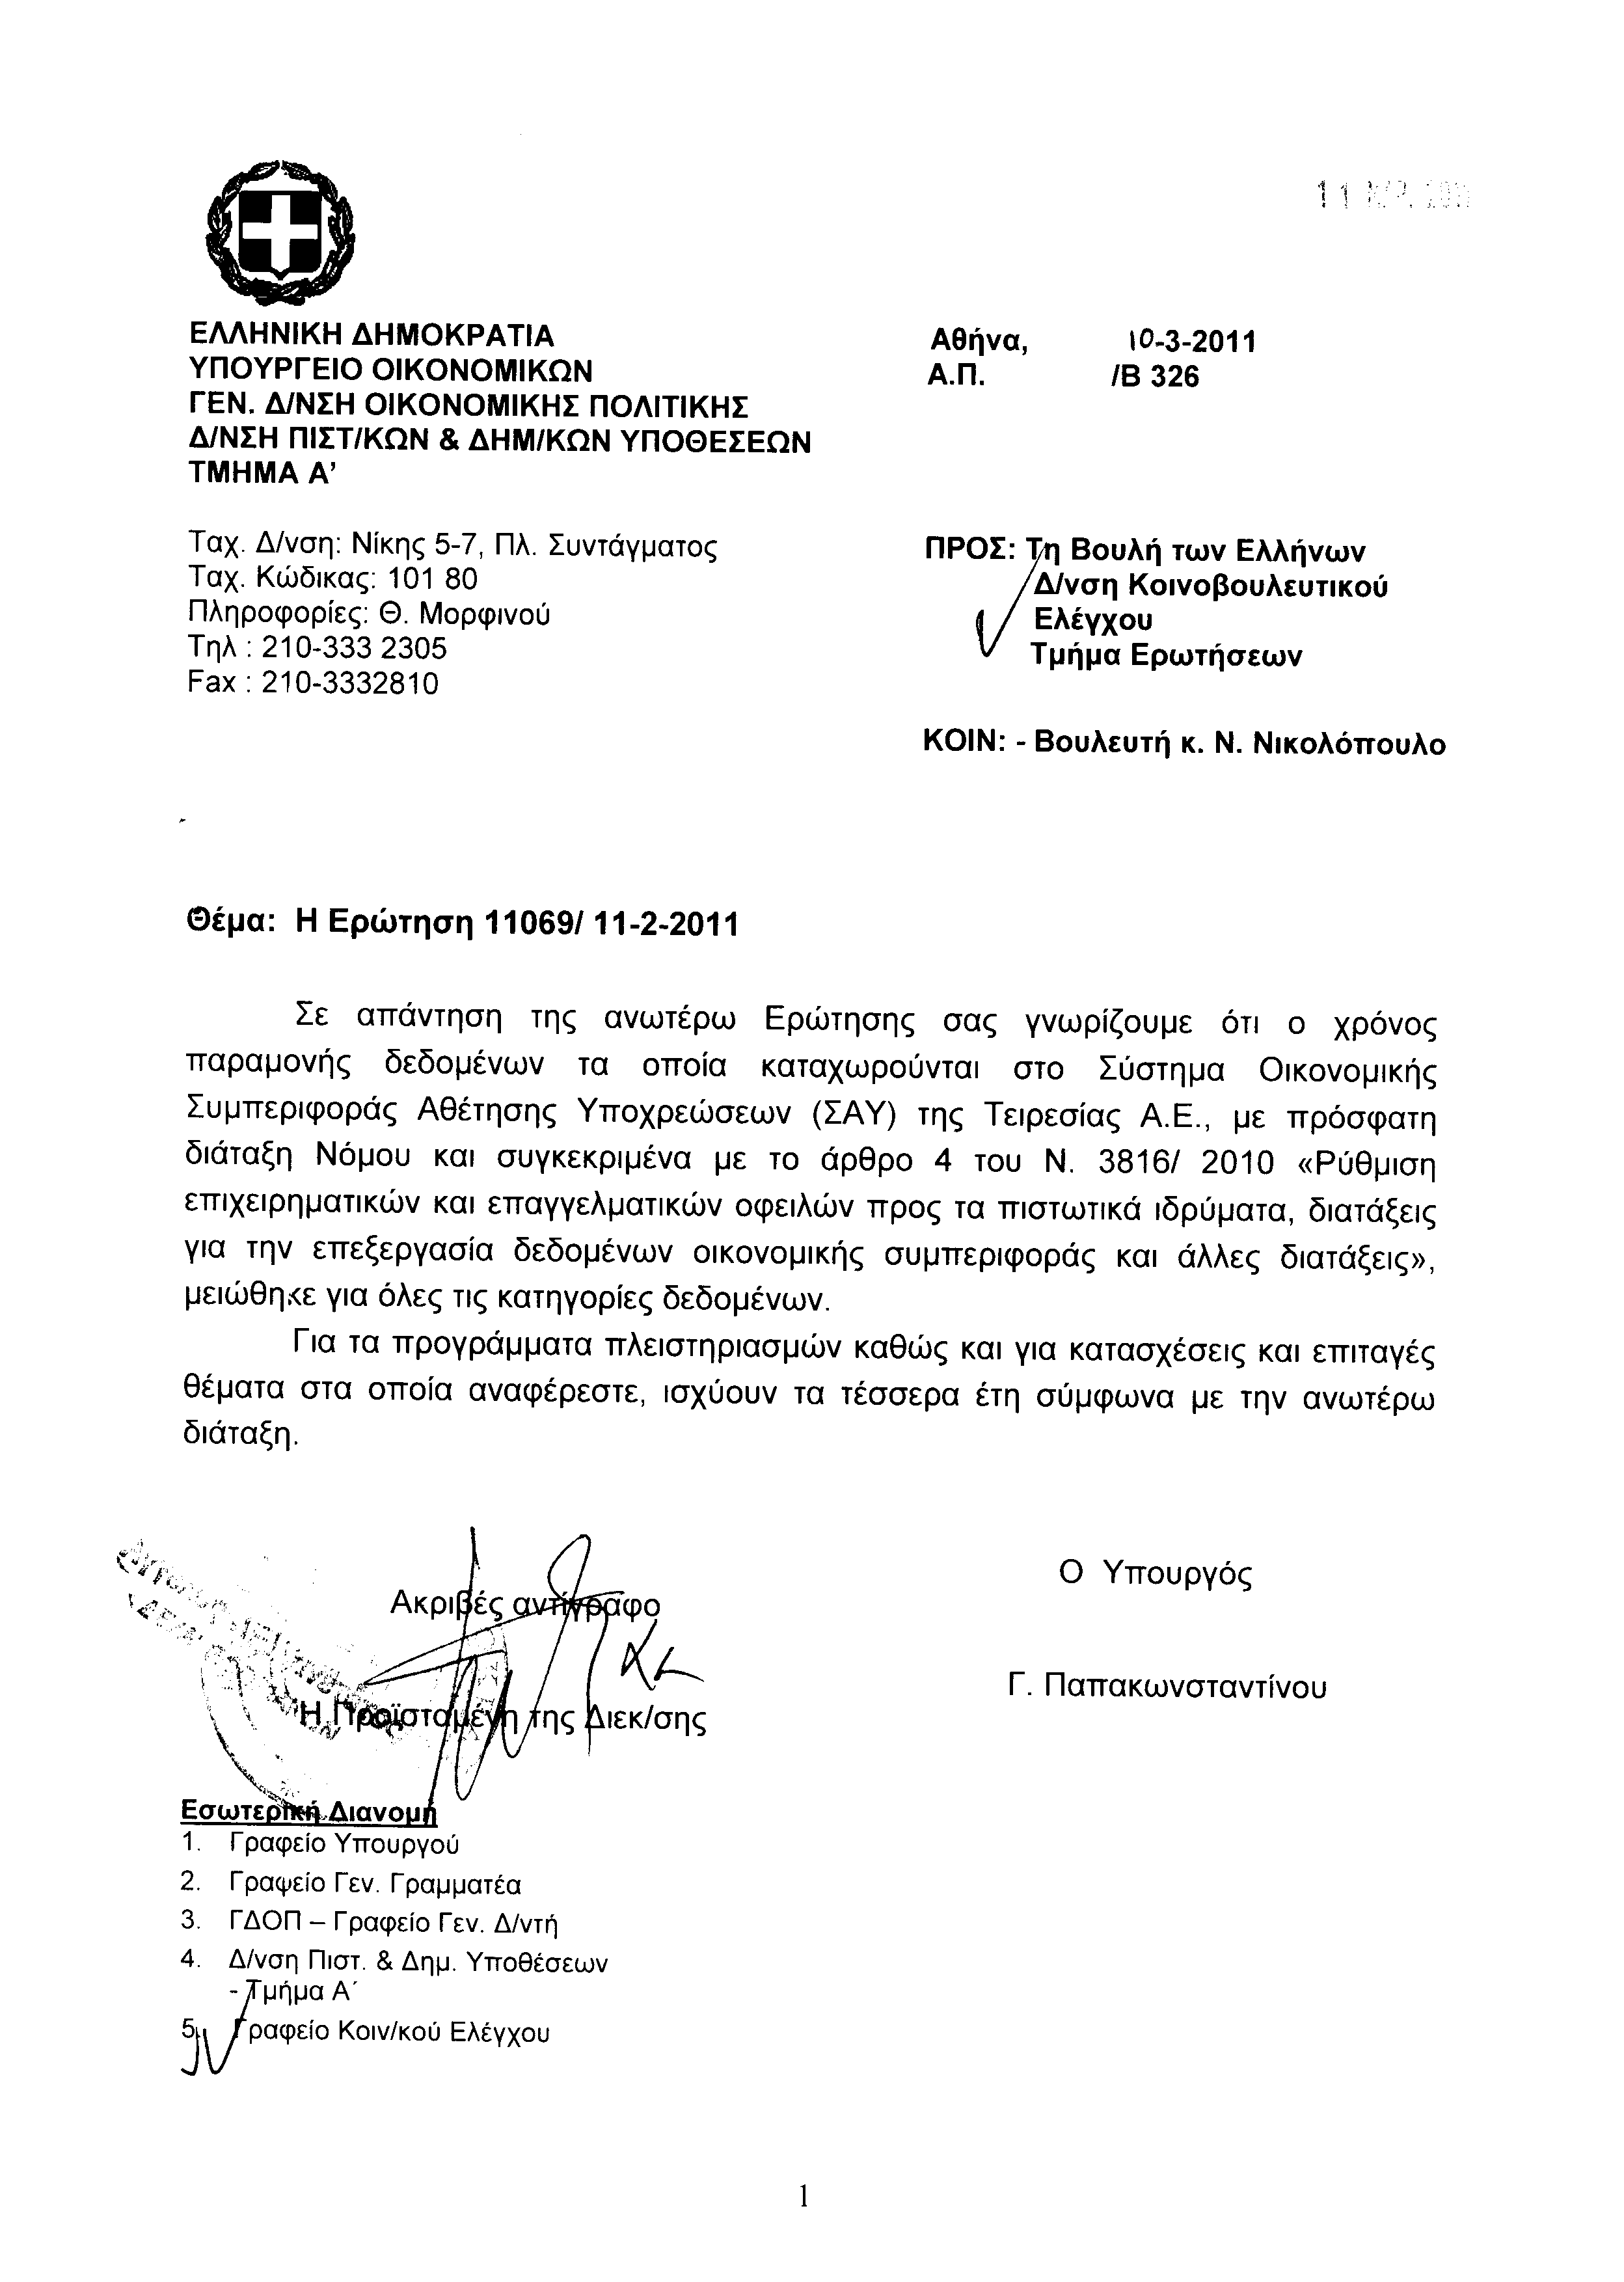 ΕΛΛΗΝΙΚΗ ΔΗΜΟΚΡΑΤΙΑ
ΥΠΟΥΡΓΕΙΟ ΟΙΚΟΝΟΜΙΚΩΝ
ΓΕΝ. Δ/ΝΣΗ ΟΙΚΟΝΟΜΙΚΗΣ ΠΟΛΙΤΙΚΗΣ
Δ/ΝΣΗ ΠΙΣΤ/ΚΩΝ & ΔΗΜ/ΚΩΝ ΥΠΟΘΕΣΕΩΝ
ΤΜΗΜΑ Α’
Αθήνα, 10-3-2011
Α.Π. /Β 326
Ταχ. Δ/νση: Νίκης 5-7, Πλ. Συντάγματος
Ταχ. Κώδικας: 101 80
Πληροφορίες: Θ. Μορφινού
Τηλ : 210-333 2305
Fax : 210-3332810
ΠΡΟΣ: Τη Βουλή των Ελλήνων
Δ/νση Κοινοβουλευτικού
Ελέγχου
Τμήμα Ερωτήσεων
ΚΟΙΝ: - Βουλευτή κ. Ν. Νικολόπουλο
Θέμα: Η Ερώτηση 11069/ 11-2-2011
Σε απάντηση της ανωτέρω Ερώτησης σας γνωρίζουμε ότι ο χρόνος
παραμονής δεδομένων τα οποία καταχωρούνται στο Σύστημα Οικονομικής
Συμπεριφοράς Αθέτησης Υποχρεώσεων (ΣΑΥ) της Τειρεσίας Α.Ε., με πρόσφατη
διάταξη Νόμου και συγκεκριμένα με το άρθρο 4 του Ν. 3816/ 2010 «Ρύθμιση
επιχειρηματικών και επαγγελματικών οφειλών προς τα πιστωτικά ιδρύματα, διατάξεις
για την επεξεργασία δεδομένων οικονομικής συμπεριφοράς και άλλες διατάξεις»,
μειώθηκε για όλες τις κατηγορίες δεδομένων.
Για τα προγράμματα πλειστηριασμών καθώς και για κατασχέσεις και επιταγές
θέματα στα οποία αναφέρεστε, ισχύουν τα τέσσερα έτη σύμφωνα με την ανωτέρω
διάταξη.
Ακριβές αντίγραφο
Η Προϊσταμένη της Διεκ/σης
Ο Υπουργός
Γ. Παπακωνσταντίνου
Εσωτερική Διανομή
1. Γραφείο Υπουργού
2. Γραφείο Γεν. Γραμματέα
3. ΓΔΟΠ – Γραφείο Γεν. Δ/ντή
4. Δ/νση Πιστ. & Δημ. Υποθέσεων
- Τμήμα Α΄
5. Γραφείο Κοιν/κού Ελέγχου
1